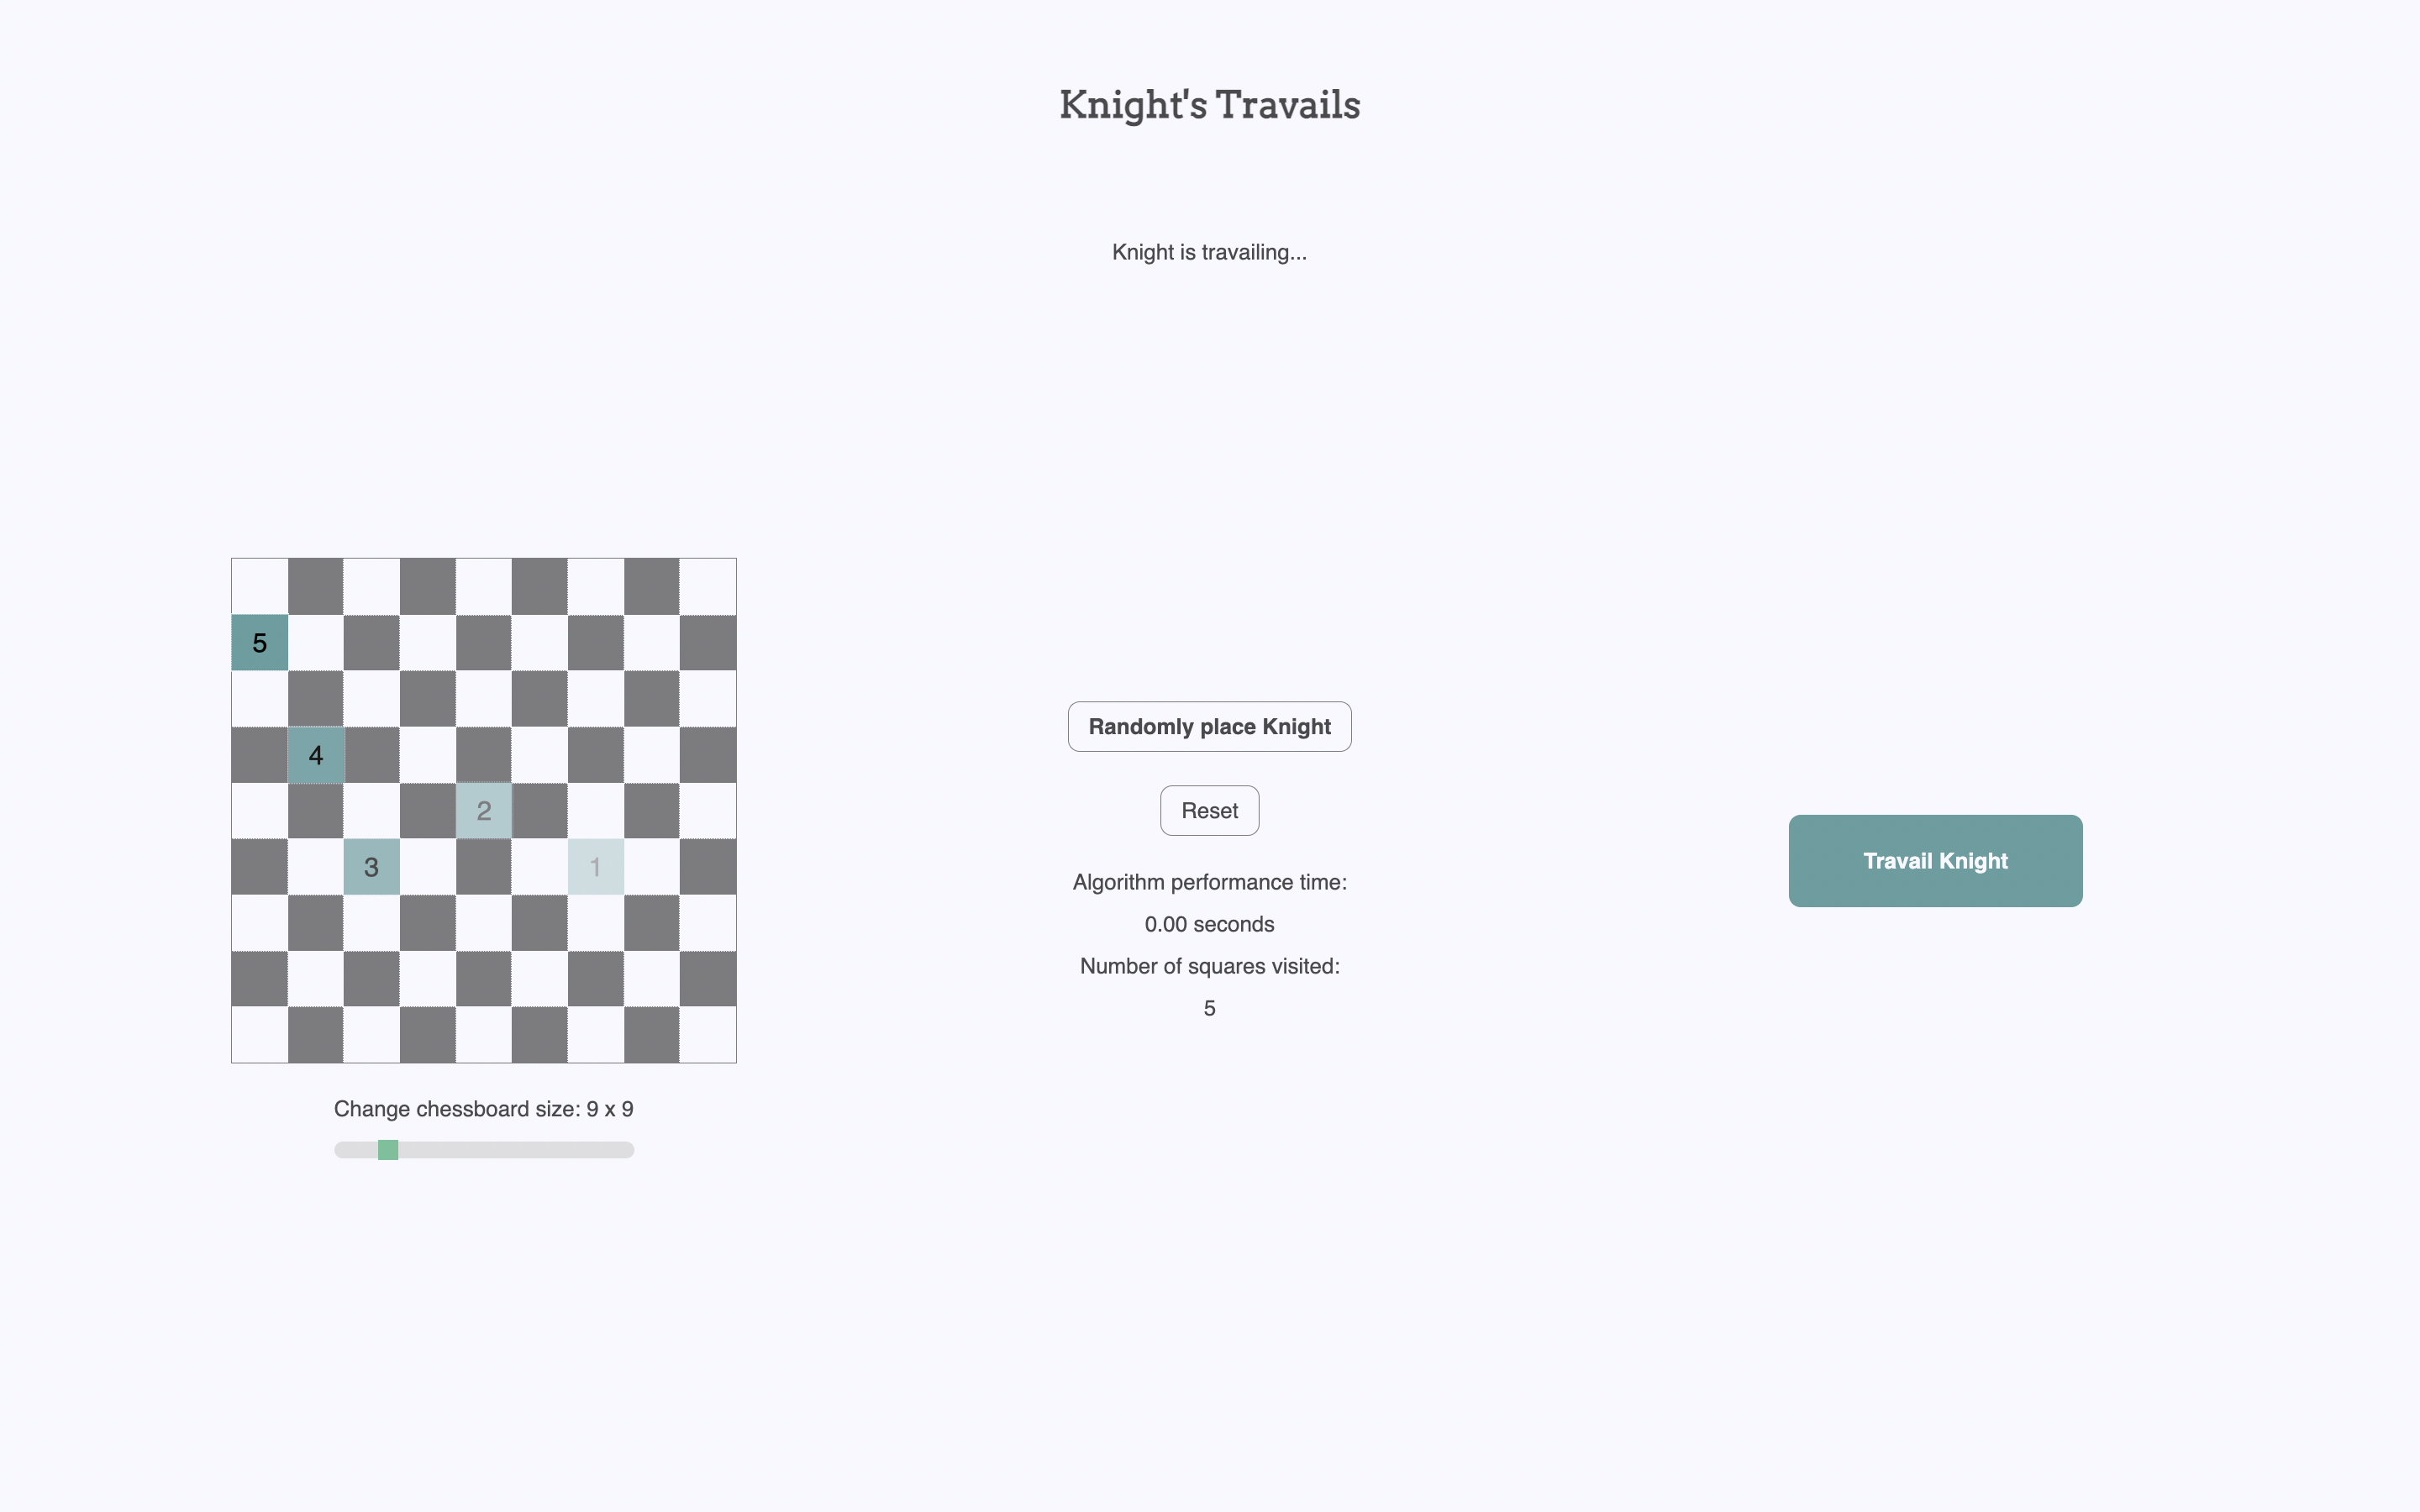 Knight's Travails
Knight is travailing...
5
4
2
3
1
Change chessboard size: 9 x 9
Randomly place Knight
Reset
Algorithm performance time:
0.00 seconds
Number of squares visited:
5
Travail Knight